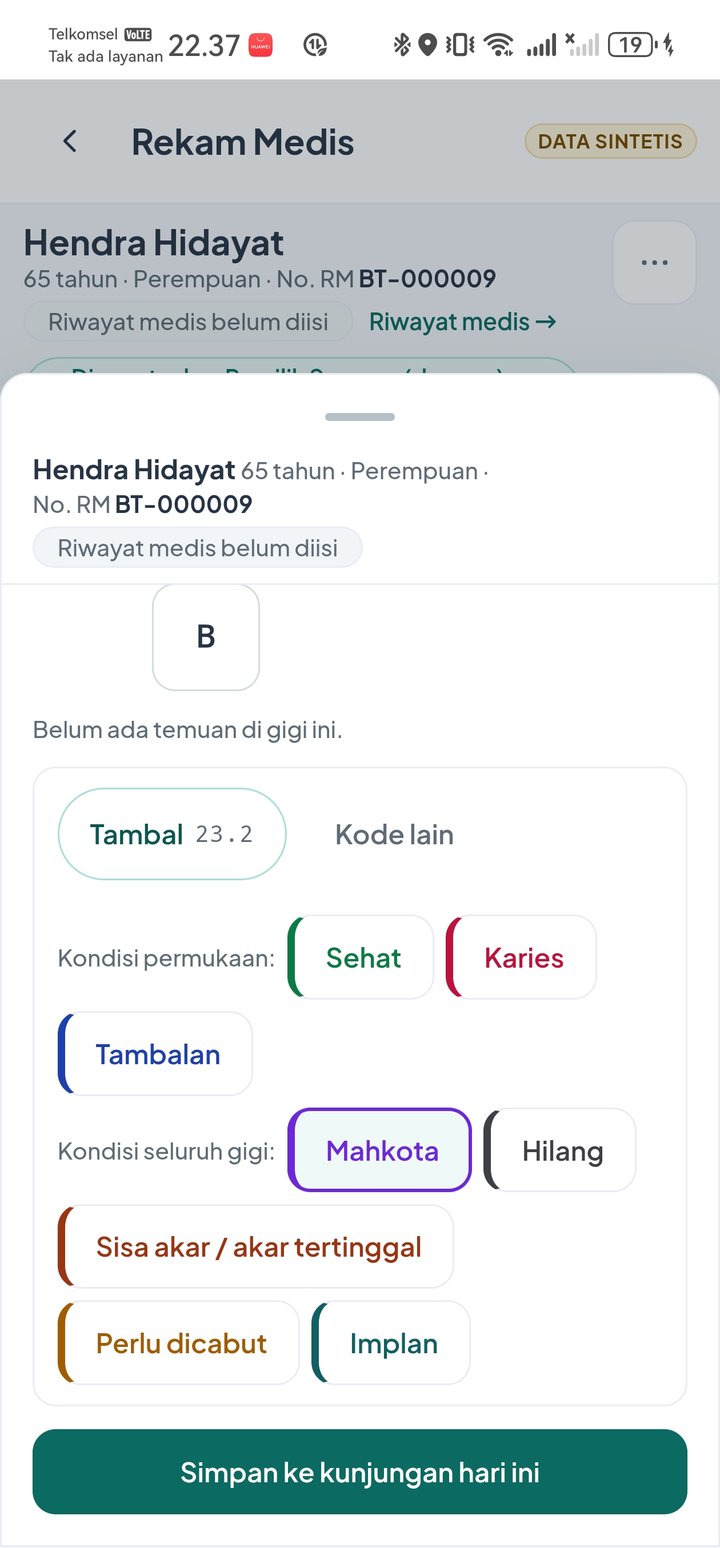 Telkomsel VoLTE
Tak ada layanan
22.37
HUAWEI
19
Rekam Medis
DATA SINTETIS
Hendra Hidayat
65 tahun · Perempuan · No. RM BT-000009
...
Riwayat medis belum diisi
Riwayat medis →
Hendra Hidayat 65 tahun · Perempuan ·
No. RM BT-000009
Riwayat medis belum diisi
B
Belum ada temuan di gigi ini.
Tambal 23.2
Kode lain
Kondisi permukaan: Sehat Karies
Tambalan
Kondisi seluruh gigi: Mahkota Hilang
Sisa akar / akar tertinggal
Perlu dicabut Implan
Simpan ke kunjungan hari ini